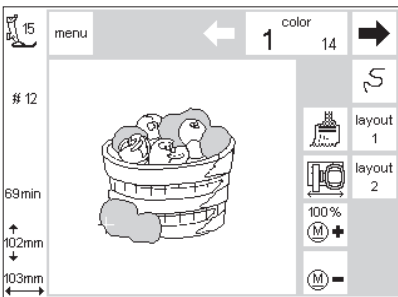 15
menu
color
1 14
# 12
layout
1
layout
2
69min
100%
M +
102mm
M -
103mm